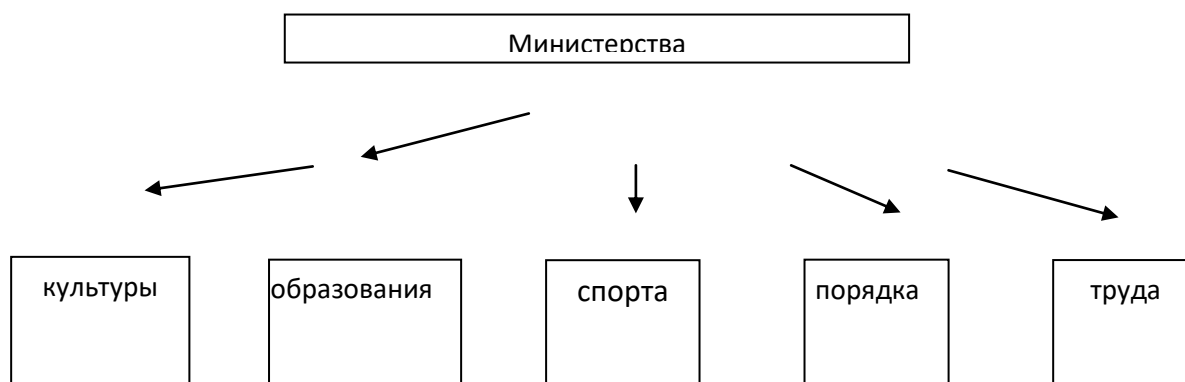 Министерства
культуры
образования
спорта
порядка
труда